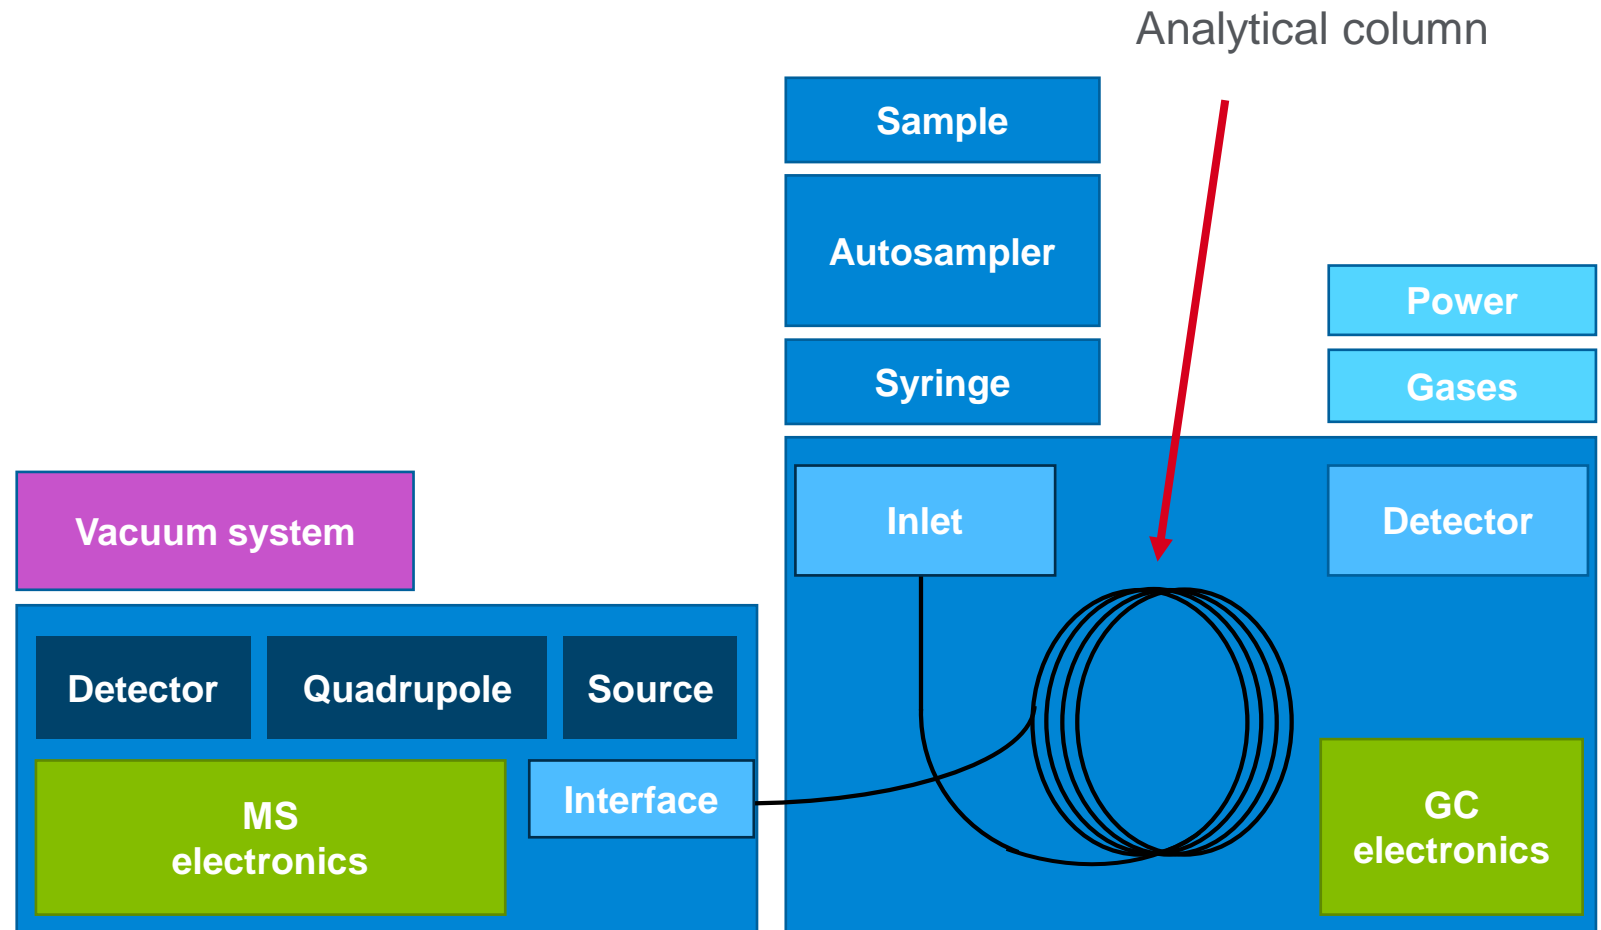 Analytical column
Sample
Autosampler
Syringe
Power
Gases
Vacuum system
Inlet
Detector
Detector
Quadrupole
Source
MS
electronics
Interface
GC
electronics